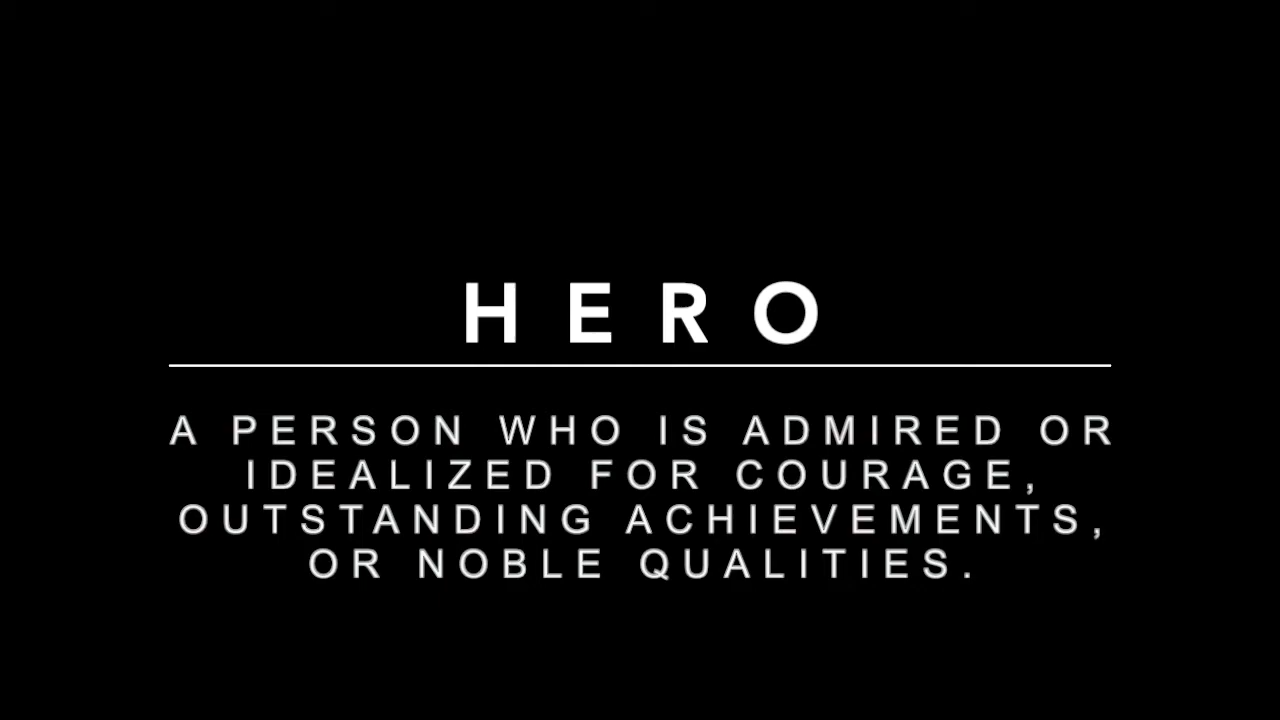 HERO
A PERSON WHO IS ADMIRED OR
IDEALIZED FOR COURAGE,
OUTSTANDING ACHIEVEMENTS,
OR NOBLE QUALITIES.